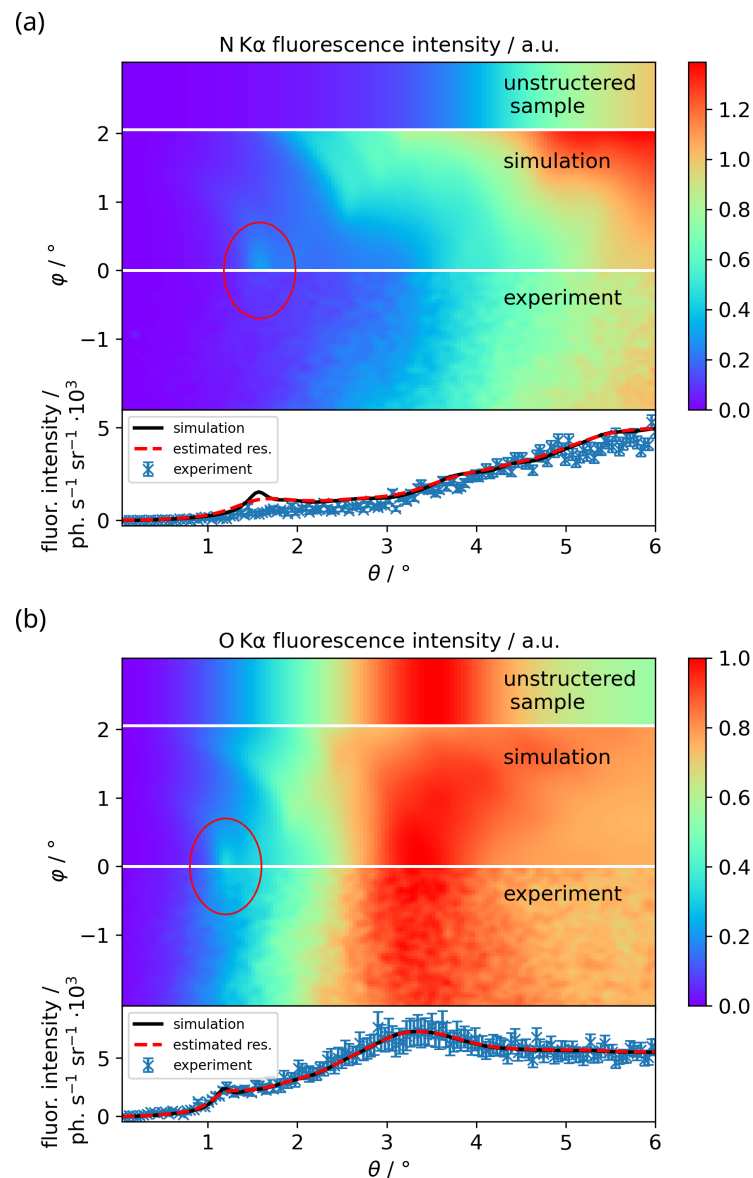 (a)
N Kα fluorescence intensity / a.u.
unstructured
sample
simulation
experiment
2
1
0
−1
φ / °
1.2
1.0
0.8
0.6
0.4
0.2
0.0
fluor. intensity /
ph. s⁻¹ sr⁻¹ ·10³
5
0
simulation
estimated res.
experiment
1 2 3 4 5 6
θ / °
(b)
O Kα fluorescence intensity / a.u.
unstructured
sample
simulation
experiment
2
1
0
−1
φ / °
1.0
0.8
0.6
0.4
0.2
0.0
fluor. intensity /
ph. s⁻¹ sr⁻¹ ·10³
5
0
simulation
estimated res.
experiment
1 2 3 4 5 6
θ / °